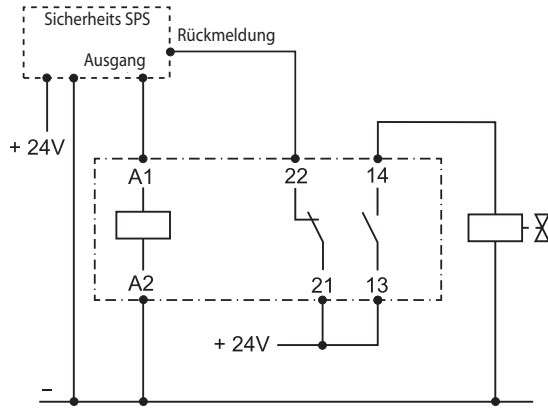 Sicherheits SPS
Rückmeldung
Ausgang
+ 24V
A1
22
14
A2
21
13
+ 24V
–